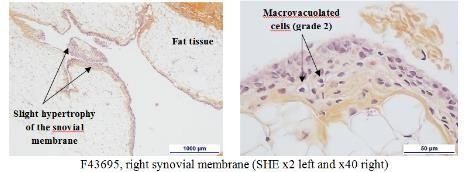 Fat tissue
Slight hypertrophy
of the snovial
membrane
1000 µm
Macrovacuolated
cells (grade 2)
50 µm
F43695, right synovial membrane (SHE x2 left and x40 right)